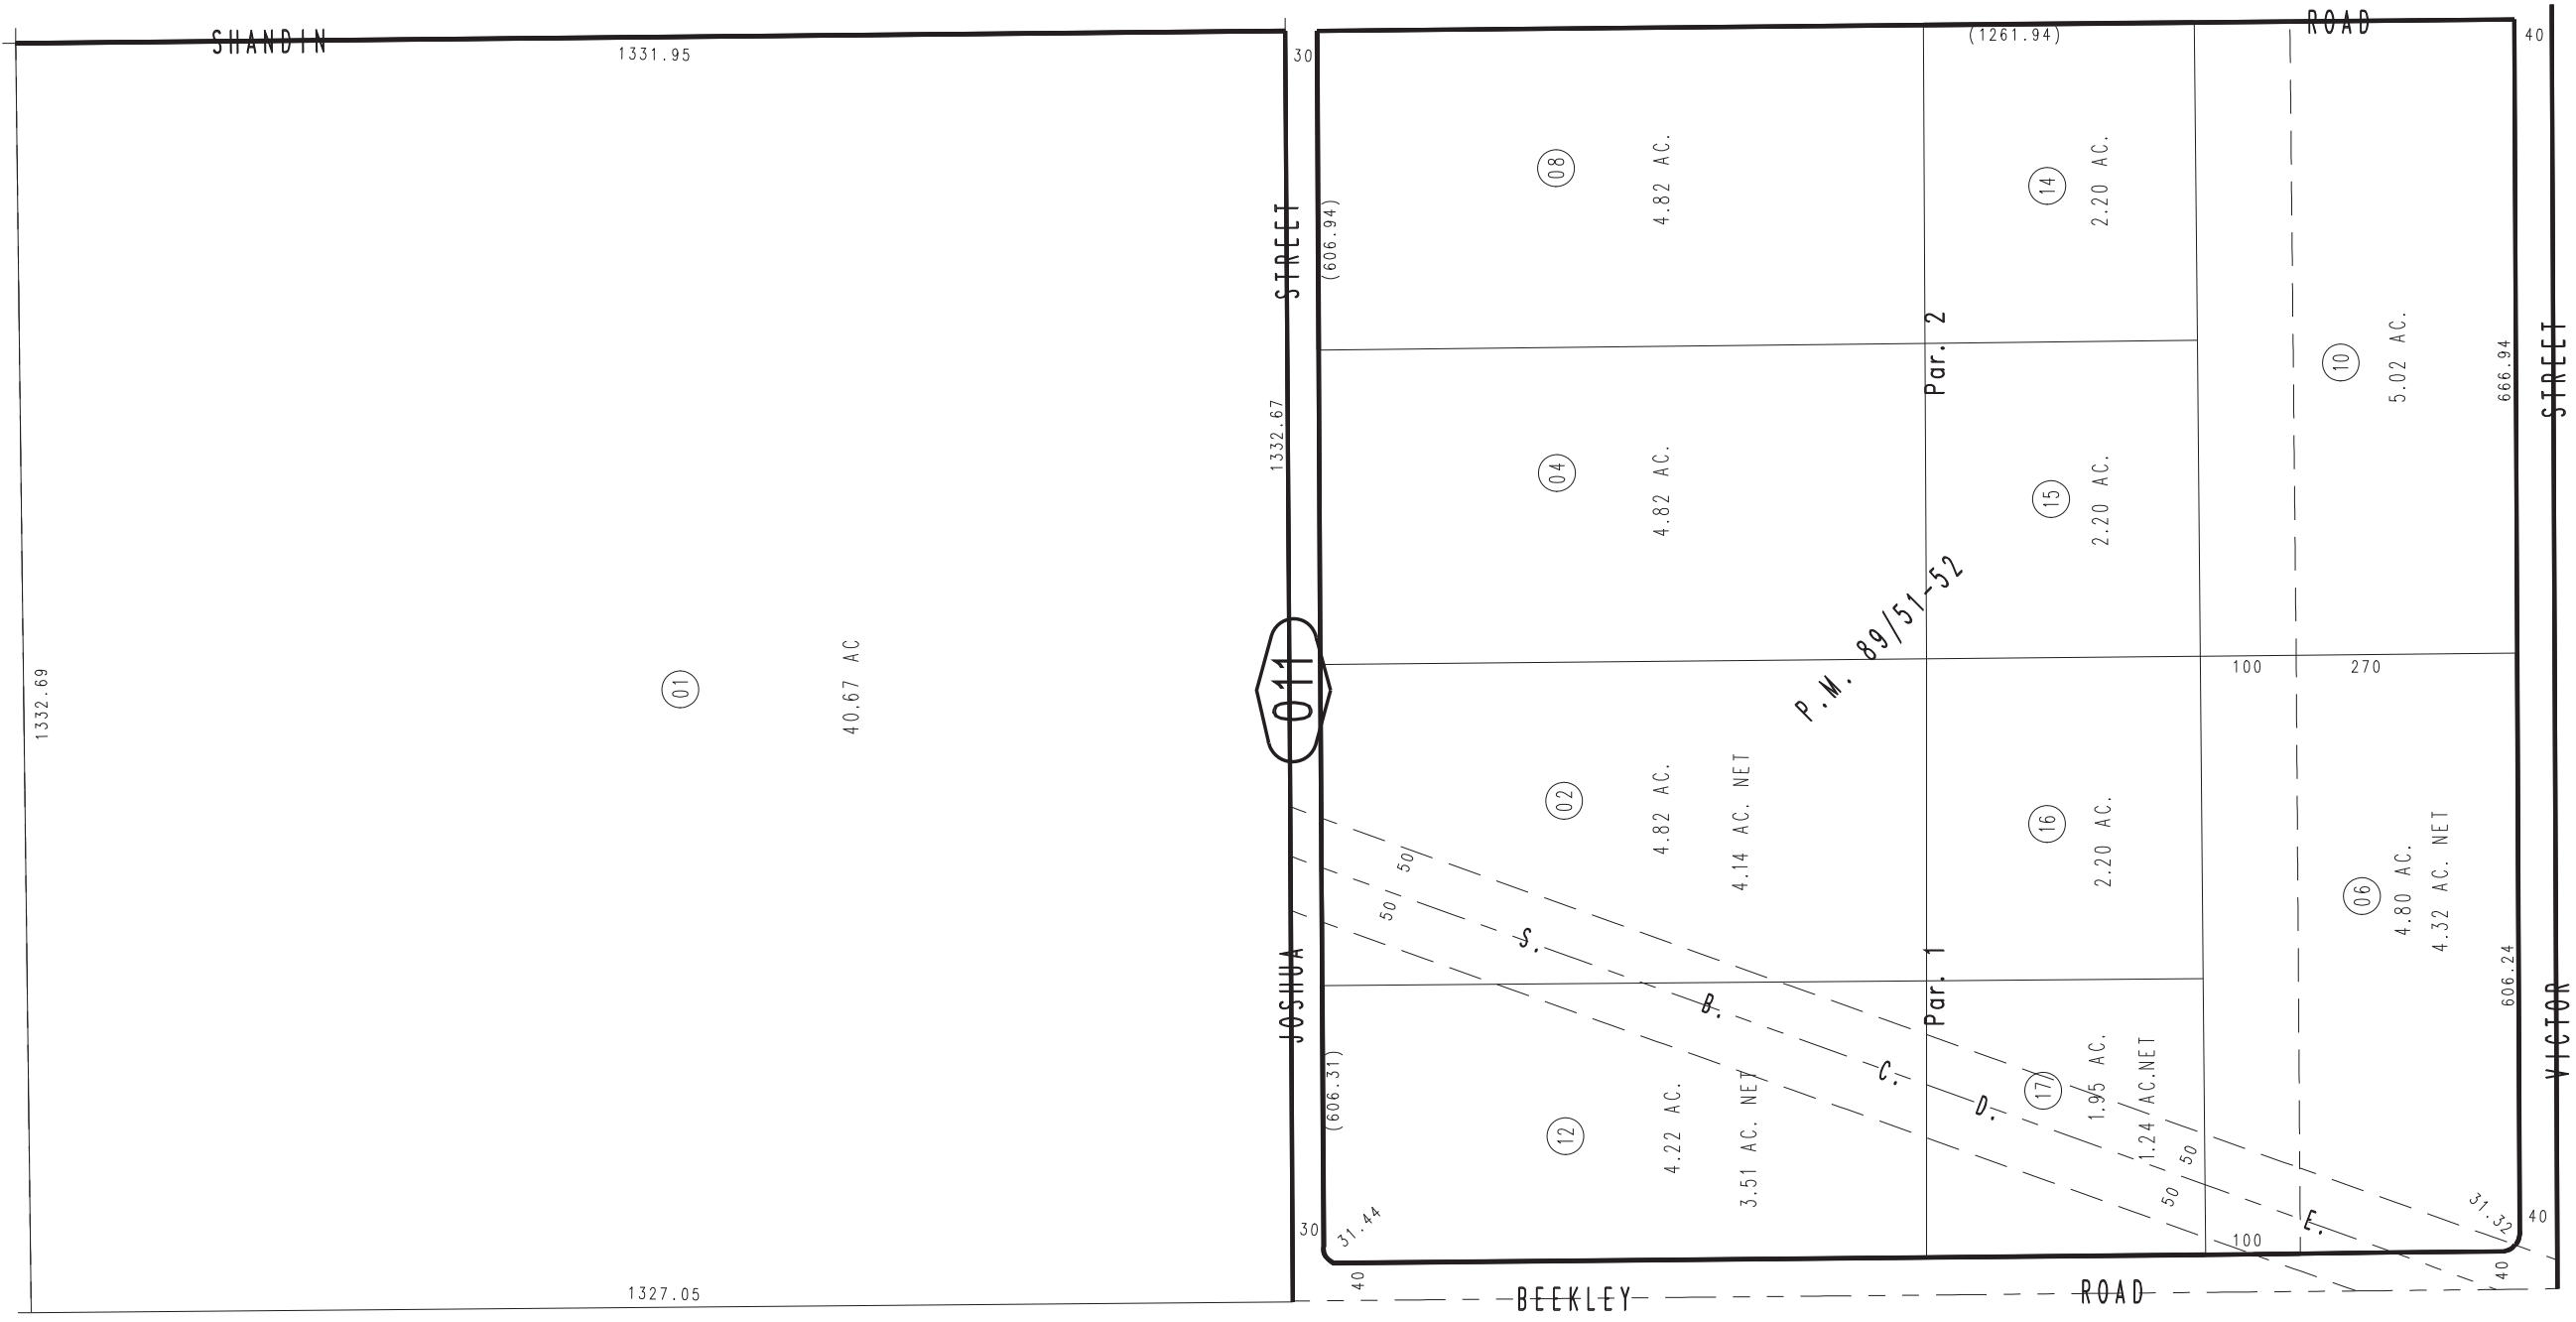 SHANDIN
ROAD
1331.95
30
(1261.94)
40
08
4.82 AC.
14
2.20 AC.
STREET
(606.94)
Par. 2
10
5.02 AC.
666.94
STREET
1332.67
04
4.82 AC.
15
2.20 AC.
P.M. 89/51-52
1332.69
01
40.67 AC
011
100
270
02
4.82 AC.
4.14 AC. NET
16
2.20 AC.
06
4.80 AC.
4.32 AC. NET
50
50
S. B. C. D. E.
JOSHUA
Par. 1
606.24
VICTOR
(606.31)
12
4.22 AC.
3.51 AC. NET
17
1.95 AC.
1.24 AC.NET
50
50
30
31.44
100
31.32
40
40
40
1327.05
BEEKLEY
ROAD